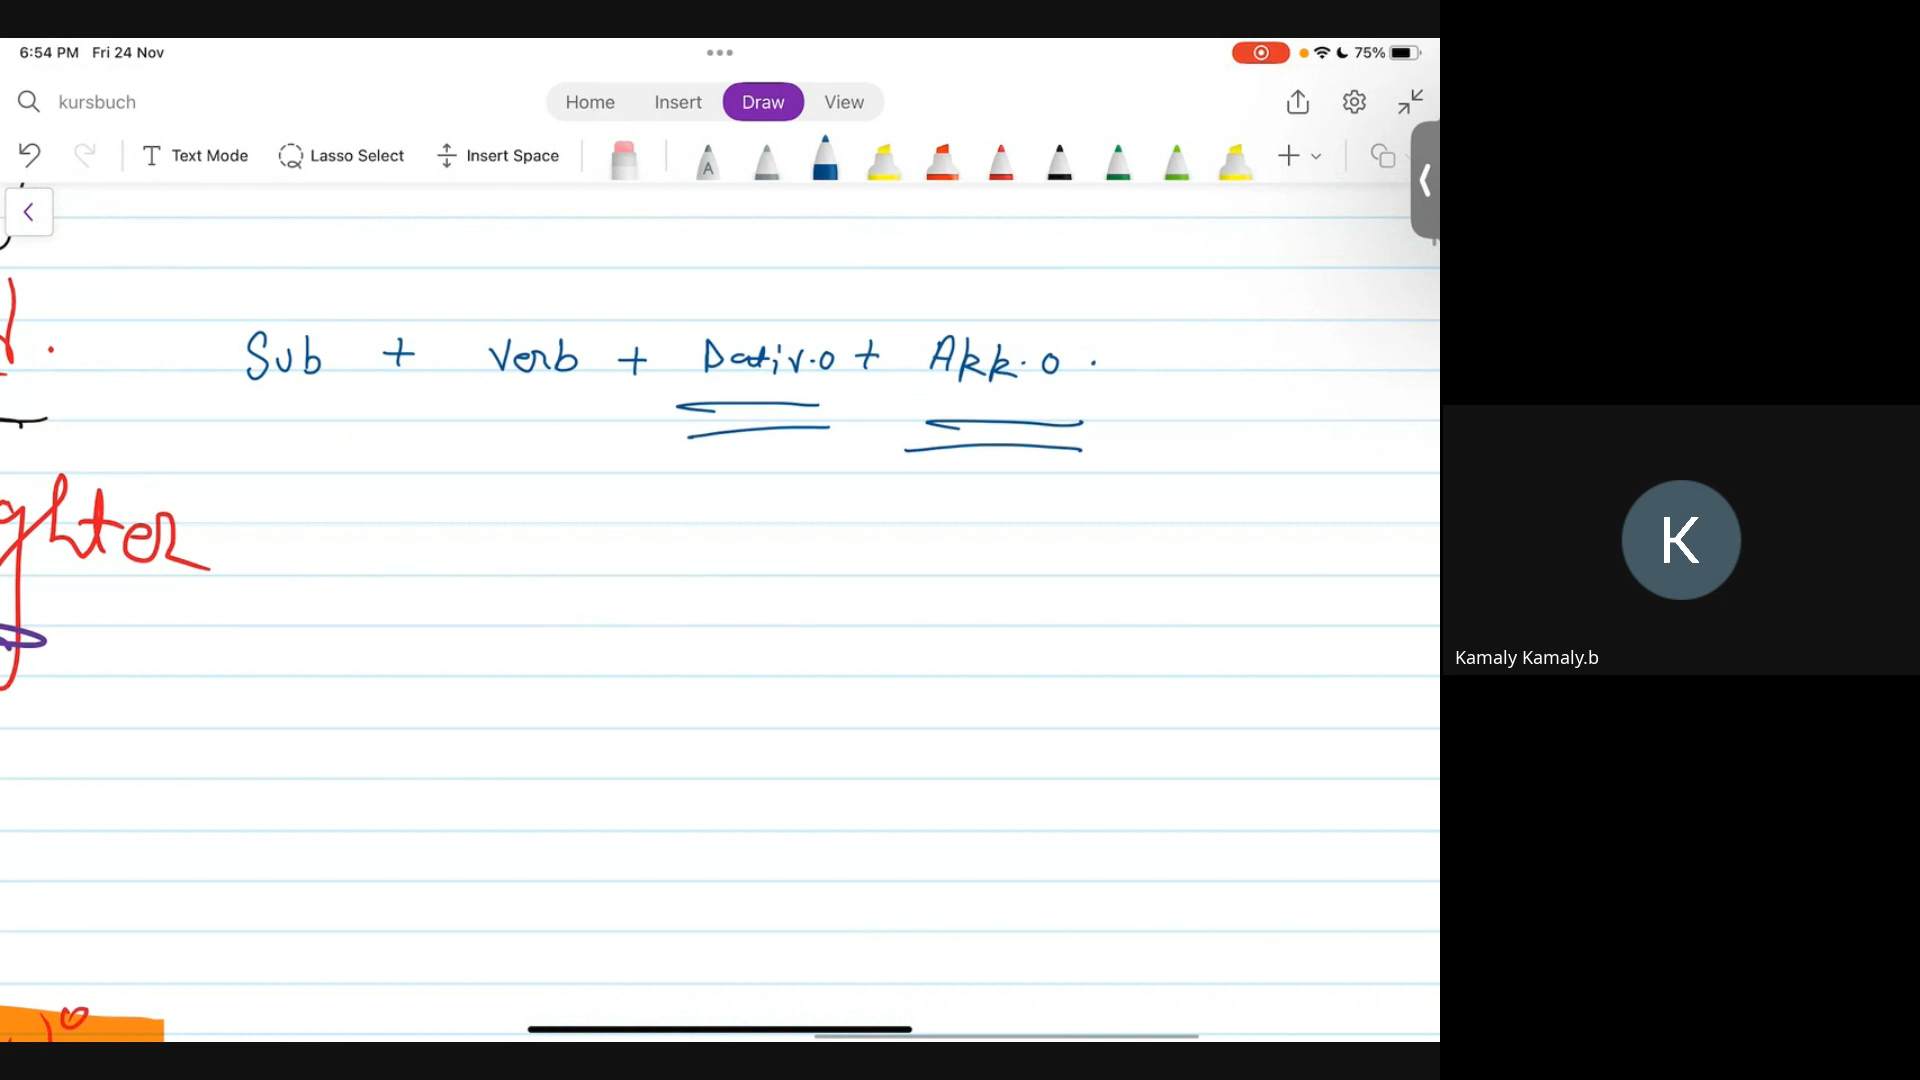 6:54 PM Fri 24 Nov
75%
kursbuch
Home Insert Draw View
Text Mode Lasso Select Insert Space
A
Sub + Verb + Dativ.o + Akk.o.
ghter
K
Kamaly Kamaly.b